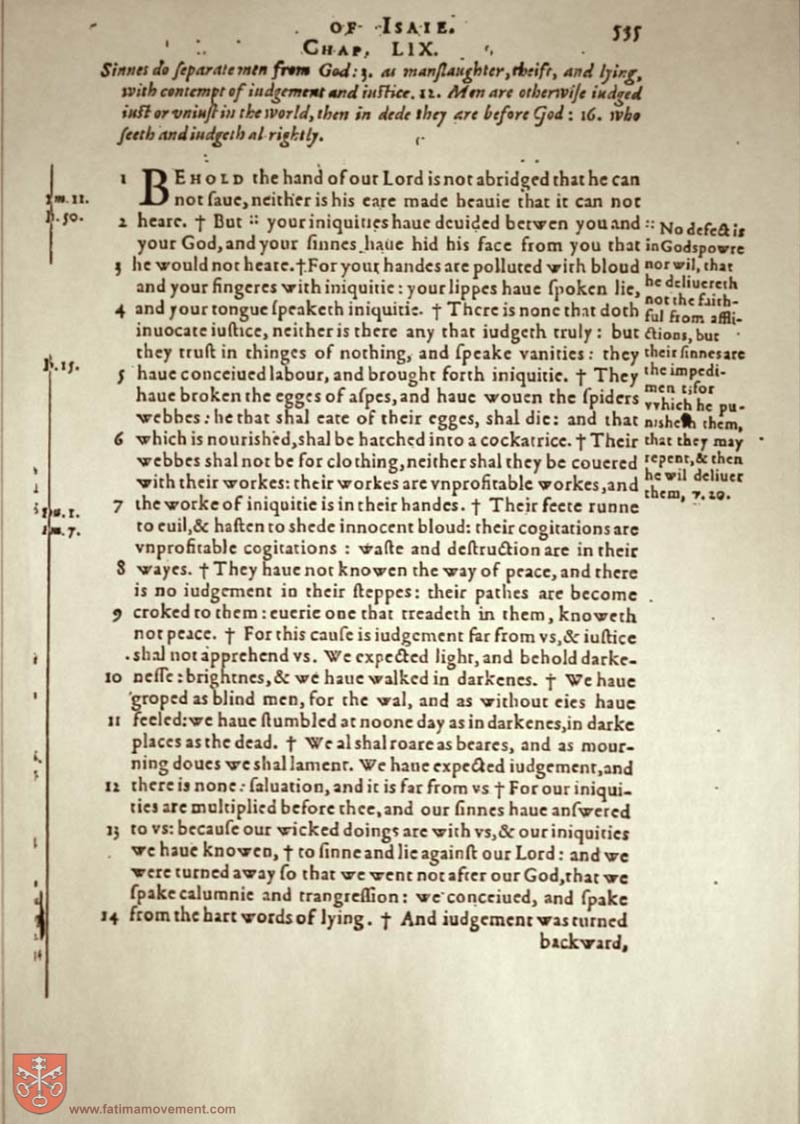 OF ISAIE. 535
CHAP. LIX.
Sinnes do ſeparate men from God: 3. as manſlaughter, theift, and lying,
with contempt of iudgement and iuſtice. 12. Men are otherwiſe iudged
iuſt or vniuſt in the world, then in dede they are before God: 16. who
ſeeth and iudgeth al rightly.
1 BEHOLD the hand of our Lord is not abridged that he can
not ſaue, neither is his eare made heauie that it can not
2 heare. † But :: your iniquities haue deuided betwen you and
your God, and your ſinnes haue hid his face from you that
3 he would not heare. † For your handes are polluted with bloud
and your fingeres with iniquitie: your lippes haue ſpoken lie,
4 and your tongue ſpeaketh iniquitie. † There is none that doth
inuocate iuſtice, neither is there any that iudgeth truly: but
they truſt in thinges of nothing, and ſpeake vanities: they
5 haue conceiued labour, and brought forth iniquitie. † They
haue broken the egges of aſpes, and haue wouen the ſpiders
webbes: he that shal eate of their egges, shal die: and that
6 which is nourished, shal be hatched into a cockatrice. † Their
webbes shal not be for clothing, neither shal they be couered
with their workes: their workes are vnprofitable workes, and
7 the worke of iniquitie is in their handes. † Their feete runne
to euil, & haſten to shede innocent bloud: their cogitations are
vnprofitable cogitations: waſte and deſtruction are in their
8 wayes. † They haue not knowen the way of peace, and there
is no iudgement in their ſteppes: their pathes are become
9 croked to them: euerie one that treadeth in them, knoweth
not peace. † For this cauſe is iudgement far from vs, & iuſtice
shal not apprehend vs. We expected light, and behold darke-
10 neſſe: brightnes, & we haue walked in darkenes. † We haue
groped as blind men, for the wal, and as without eies haue
11 feeled: we haue ſtumbled at noone day as in darkenes, in darke
places as the dead. † We al shal roare as beares, and as mour-
ning doues we shal lament. We haue expected iudgement, and
12 there is none: ſaluation, and it is far from vs † For our iniqui-
ties are multiplied before thee, and our ſinnes haue anſwered
13 to vs: becauſe our wicked doings are with vs, & our iniquities
we haue knowen, † to ſinne and lie againſt our Lord: and we
were turned away ſo that we went not after our God, that we
ſpake calumnie and trangreſſion: we conceiued, and ſpake
14 from the hart words of lying. † And iudgement was turned
backward,
:: No defect is
in Gods powre
nor wil, that
he deliuereth
not the faith-
ful from affli-
ctions, but
their ſinnes are
the impedi-
ment; for
vvhich he pu-
nisheth them,
that they may
repent, & then
he wil deliuer
them, v. 20.
www.fatimamovement.com